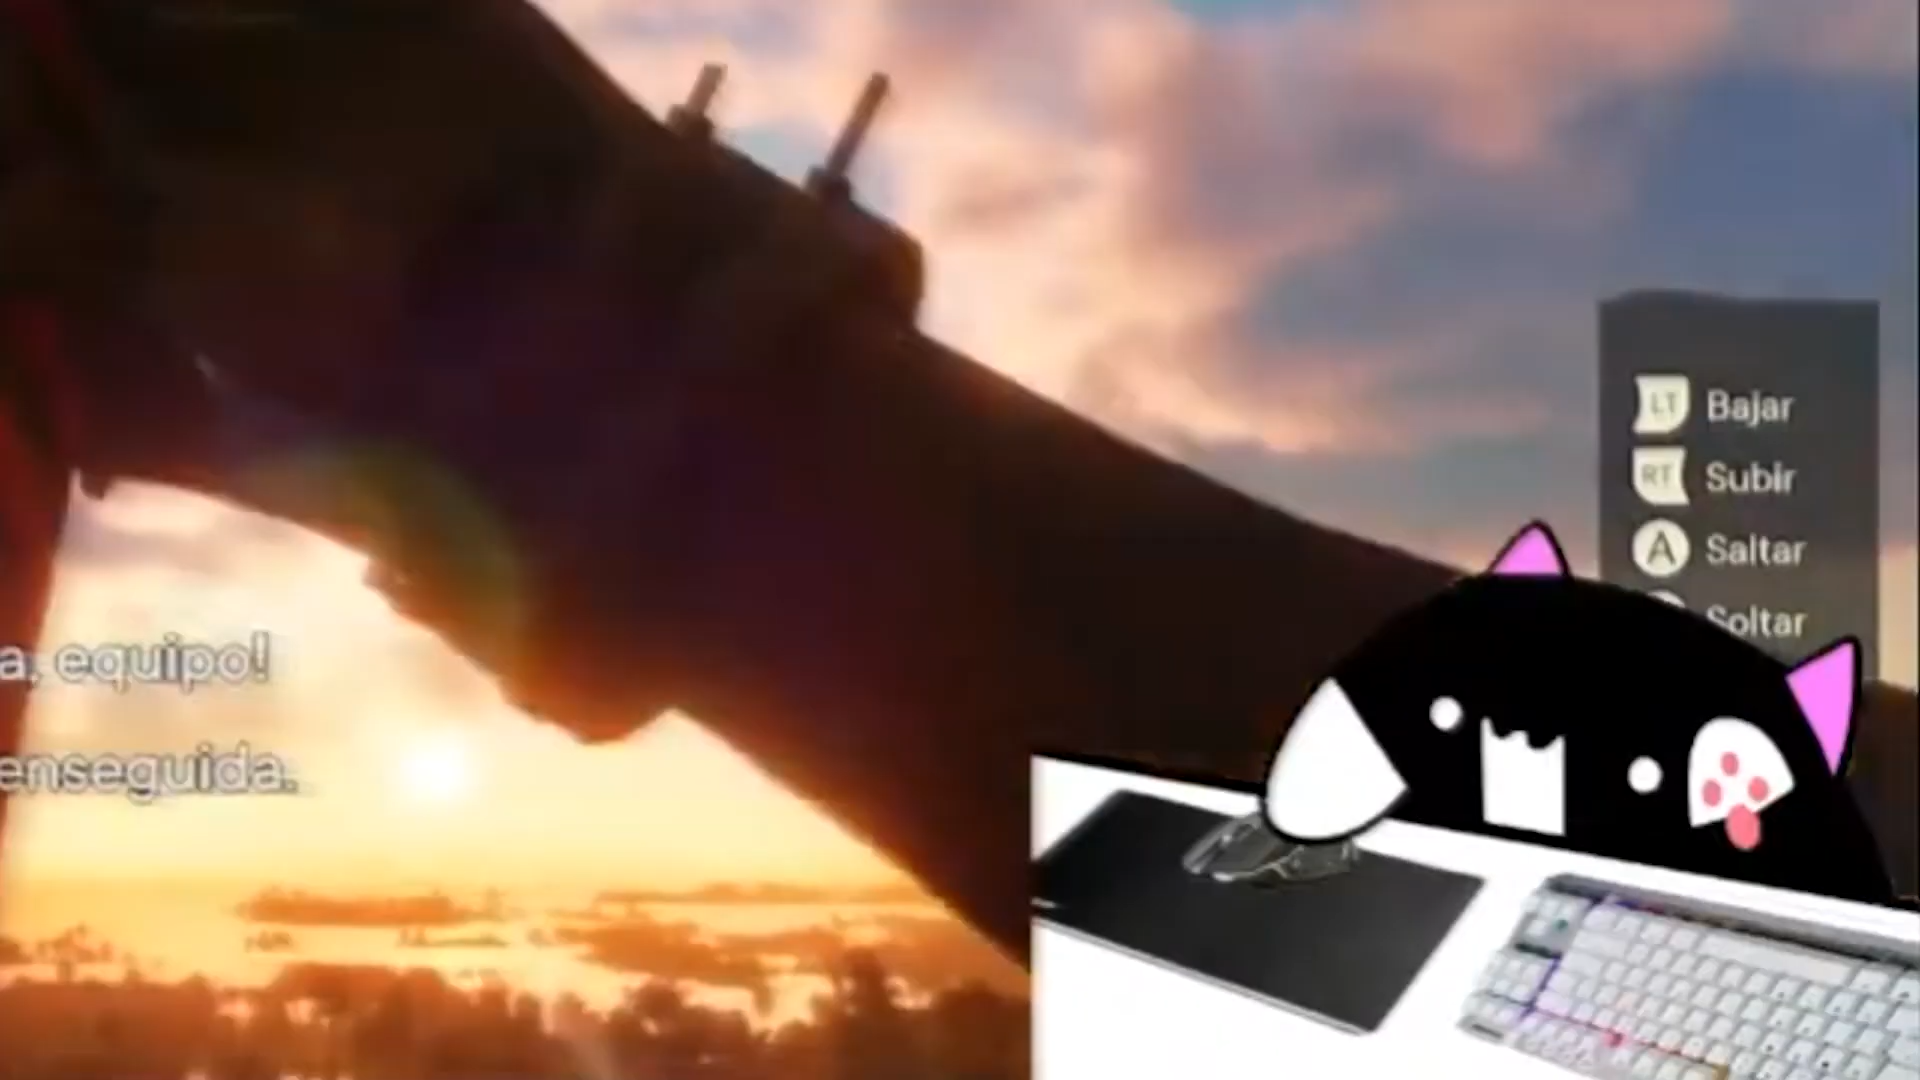 LT Bajar
RT Subir
A Saltar
Soltar
a, equipo!
enseguida.